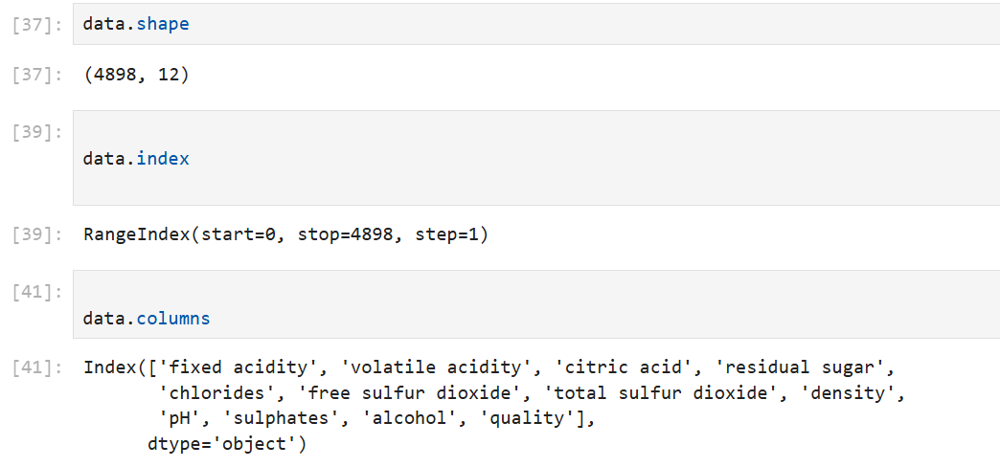 [37]: data.shape
[37]: (4898, 12)
[39]:
data.index
[39]: RangeIndex(start=0, stop=4898, step=1)
[41]:
data.columns
[41]: Index(['fixed acidity', 'volatile acidity', 'citric acid', 'residual sugar',
'chlorides', 'free sulfur dioxide', 'total sulfur dioxide', 'density',
'pH', 'sulphates', 'alcohol', 'quality'],
dtype='object')